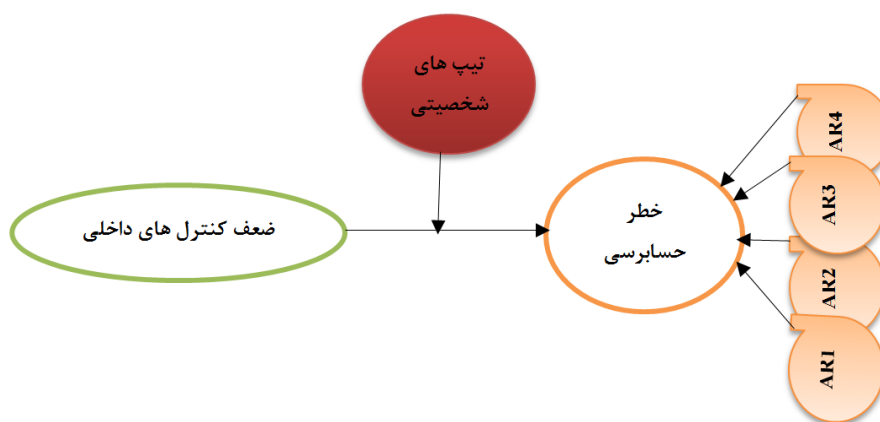 تیپ های
شخصیتی
ضعف کنترل های داخلی
خطر
حسابرسی
AR4
AR3
AR2
AR1